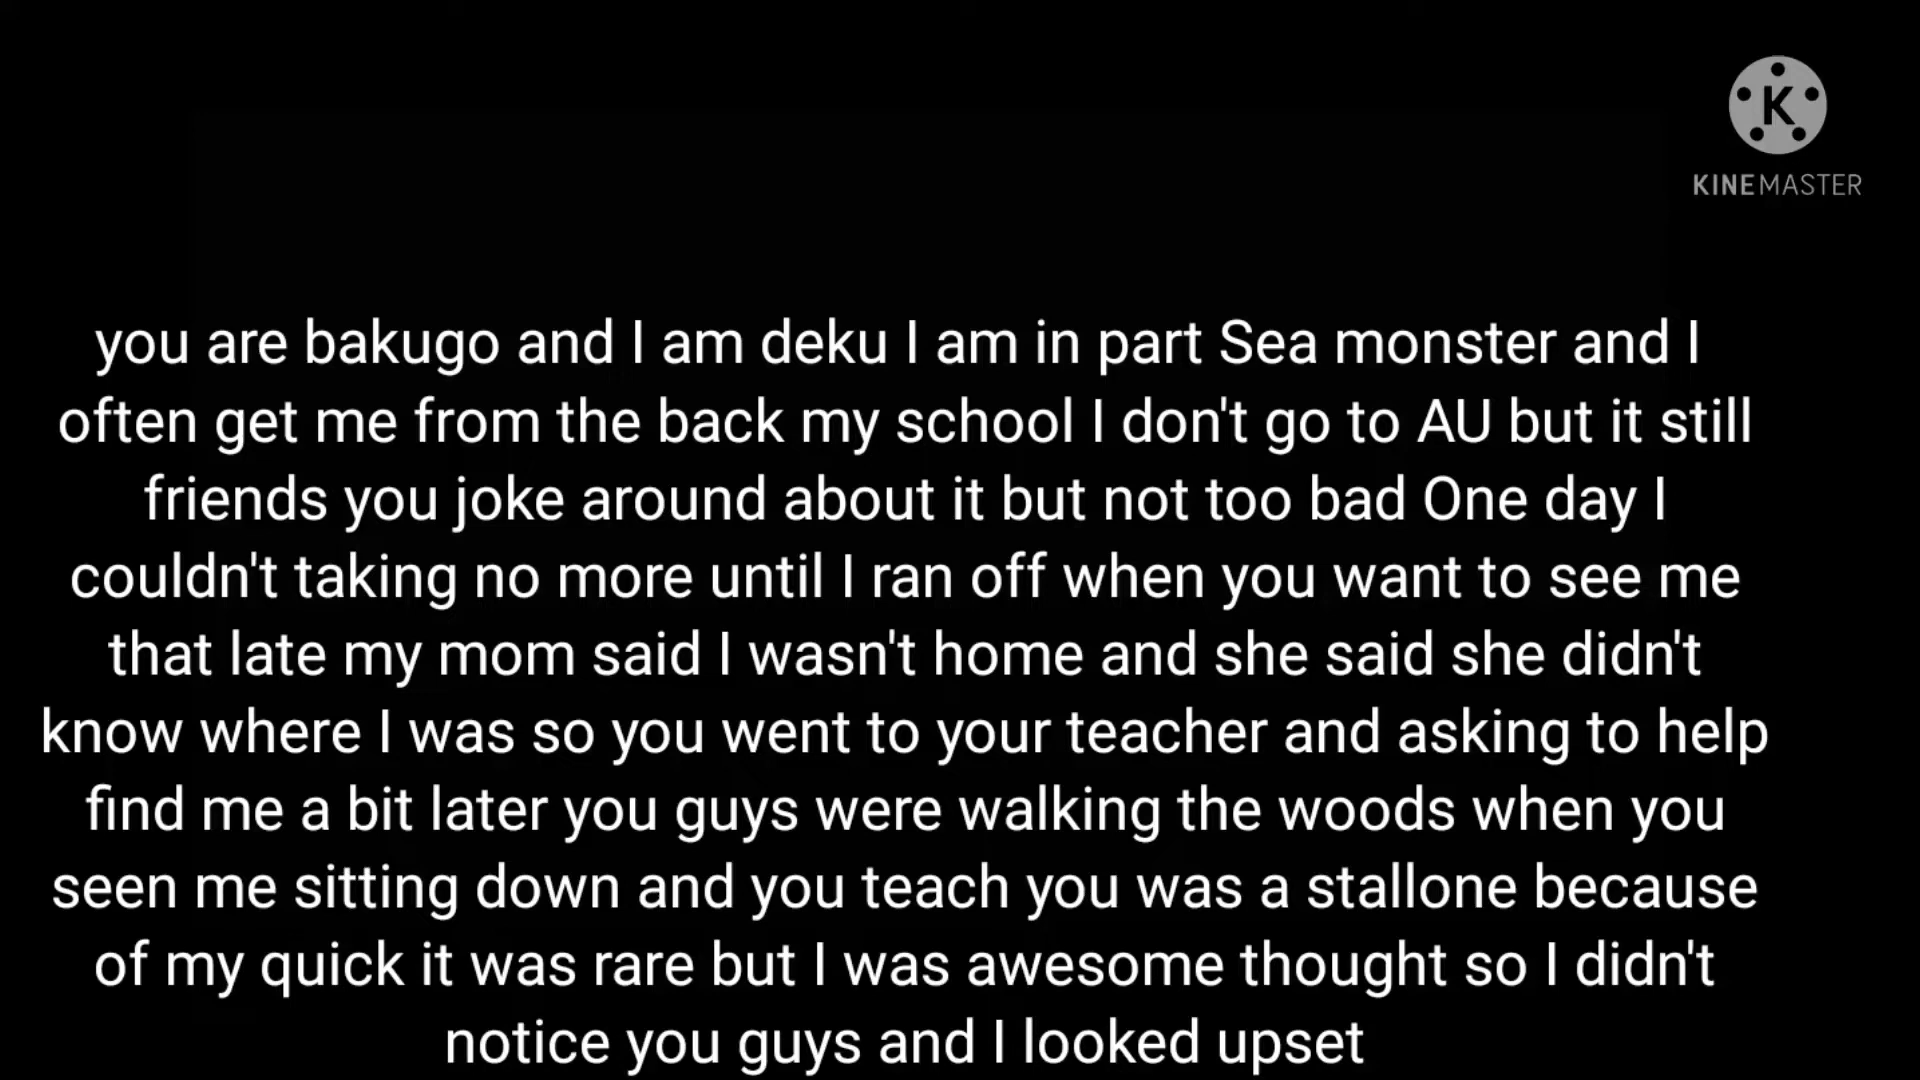 K
KINEMASTER
you are bakugo and I am deku I am in part Sea monster and I
often get me from the back my school I don't go to AU but it still
friends you joke around about it but not too bad One day I
couldn't taking no more until I ran off when you want to see me
that late my mom said I wasn't home and she said she didn't
know where I was so you went to your teacher and asking to help
find me a bit later you guys were walking the woods when you
seen me sitting down and you teach you was a stallone because
of my quick it was rare but I was awesome thought so I didn't
notice you guys and I looked upset